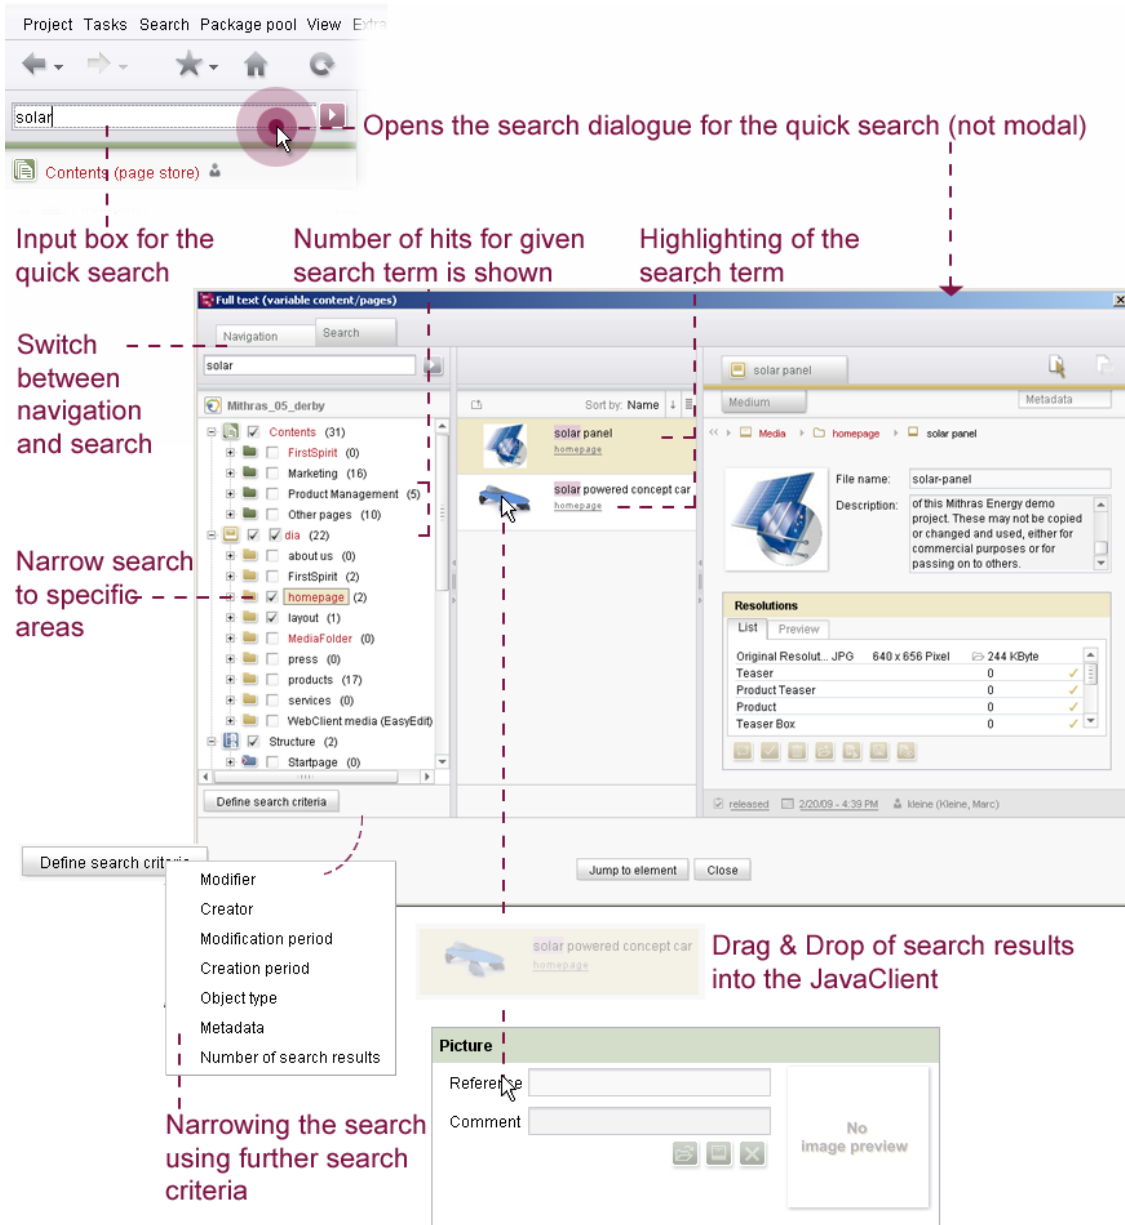 Project Tasks Search Package pool View Extra
solar
Opens the search dialogue for the quick search (not modal)
Contents (page store)
Input box for the
quick search
Number of hits for given
search term is shown
Highlighting of the
search term
Full text (variable content/pages)
Switch
between
navigation
and search
Navigation
Search
solar
Mithras_05_derby
Contents (31)
FirstSpirit (0)
Marketing (16)
Product Management (5)
Other pages (10)
dia (22)
about us (0)
FirstSpirit (2)
homepage (2)
layout (1)
MediaFolder (0)
press (0)
products (17)
services (0)
WebClient media (EasyEdit)
Structure (2)
Startpage (0)
Define search criteria
Narrow search
to specific
areas
Sort by: Name
solar panel
homepage
solar powered concept car
homepage
solar panel
Medium
Metadata
Media
homepage
solar panel
File name:
solar-panel
Description:
of this Mithras Energy demo
project. These may not be copied
or changed and used, either for
commercial purposes or for
passing on to others.
Resolutions
List
Preview
Original Resolut... JPG 640 x 656 Pixel 244 KByte
Teaser 0
Product Teaser 0
Product 0
Teaser Box 0
released
2/20/09 - 4:39 PM
kleine (Kleine, Marc)
Jump to element
Close
Define search criteria
Modifier
Creator
Modification period
Creation period
Object type
Metadata
Number of search results
Narrowing the search
using further search
criteria
solar powered concept car
homepage
Drag & Drop of search results
into the JavaClient
Picture
Reference
Comment
No
image preview